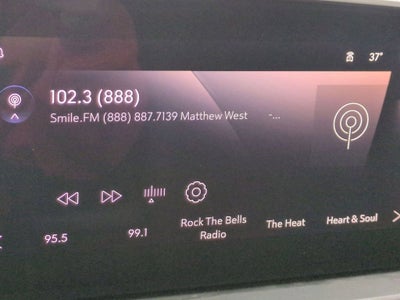 37°
102.3 (888)
Smile.FM (888) 887.7139 Matthew West -...
95.5 99.1 Rock The Bells Radio The Heat Heart & Soul